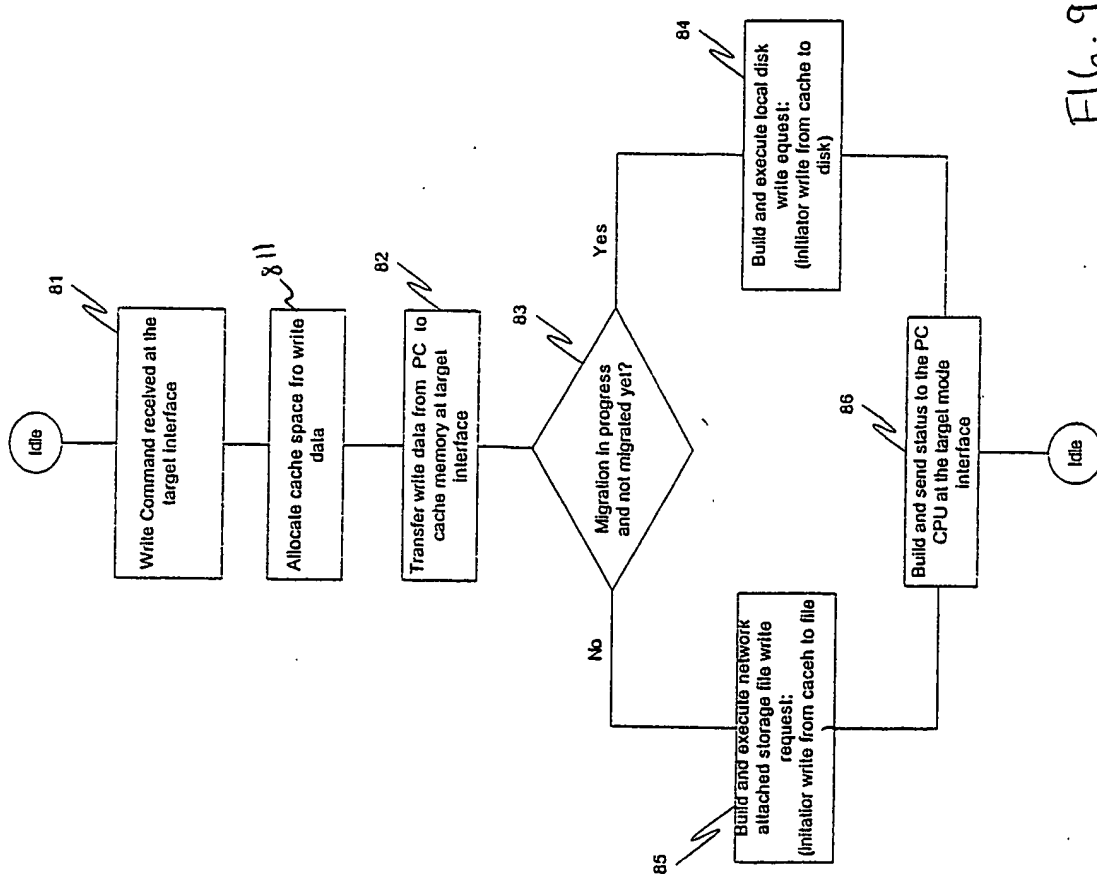 Idle
81
Write Command received at the
target interface
811
Allocate cache space fro write
data
82
Transfer write data from PC to
cache memory at target
interface
83
Migration in progress
and not migrated yet?
No
Yes
85
Build and execute network
attached storage file write
request:
(Initatior write from caceh to file)
84
Build and execute local disk
write equest:
(Initiator write from cache to
disk)
86
Build and send status to the PC
CPU at the target mode
interface
Idle
FIG. 9